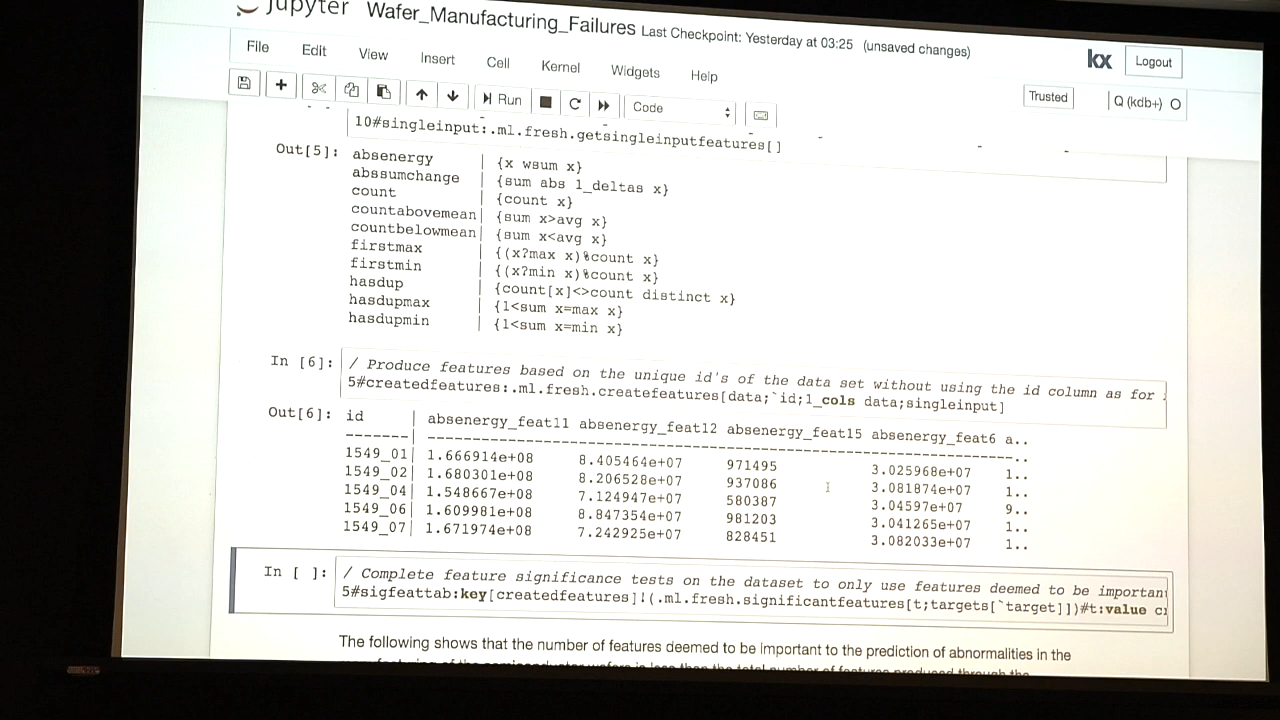 jupyter Wafer_Manufacturing_Failures Last Checkpoint: Yesterday at 03:25 (unsaved changes)
kx Logout
File Edit View Insert Cell Kernel Widgets Help
Run Code
Trusted Q (kdb+)
10#singleinput:.ml.fresh.getsingleinputfeatures[]
Out[5]: absenergy | {x wsum x}
abssumchange | {sum abs 1_deltas x}
count | {count x}
countabovemean| {sum x>avg x}
countbelowmean| {sum x<avg x}
firstmax | {(x?max x)%count x}
firstmin | {(x?min x)%count x}
hasdup | {count[x]<>count distinct x}
hasdupmax | {1<sum x=max x}
hasdupmin | {1<sum x=min x}
In [6]: / Produce features based on the unique id's of the data set without using the id column as for
5#createdfeatures:.ml.fresh.createfeatures[data;`id;1_cols data;singleinput]
Out[6]: id | absenergy_feat11 absenergy_feat12 absenergy_feat15 absenergy_feat6 a..
-------| ---------------------------------------------------------------------..
1549_01| 1.666914e+08 8.405464e+07 971495 3.025968e+07 1..
1549_02| 1.680301e+08 8.206528e+07 937086 3.081874e+07 1..
1549_04| 1.548667e+08 7.124947e+07 580387 3.04597e+07 9..
1549_06| 1.609981e+08 8.847354e+07 981203 3.041265e+07 1..
1549_07| 1.671974e+08 7.242925e+07 828451 3.082033e+07 1..
In [ ]: / Complete feature significance tests on the dataset to only use features deemed to be important
5#sigfeattab:key[createdfeatures]!(.ml.fresh.significantfeatures[t;targets[`target]])#t:value
The following shows that the number of features deemed to be important to the prediction of abnormalities in the